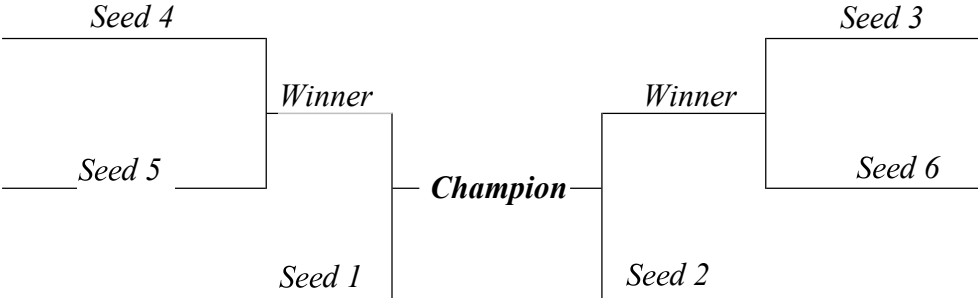 Seed 4
Seed 3
Winner
Winner
Seed 5
Champion
Seed 6
Seed 1
Seed 2